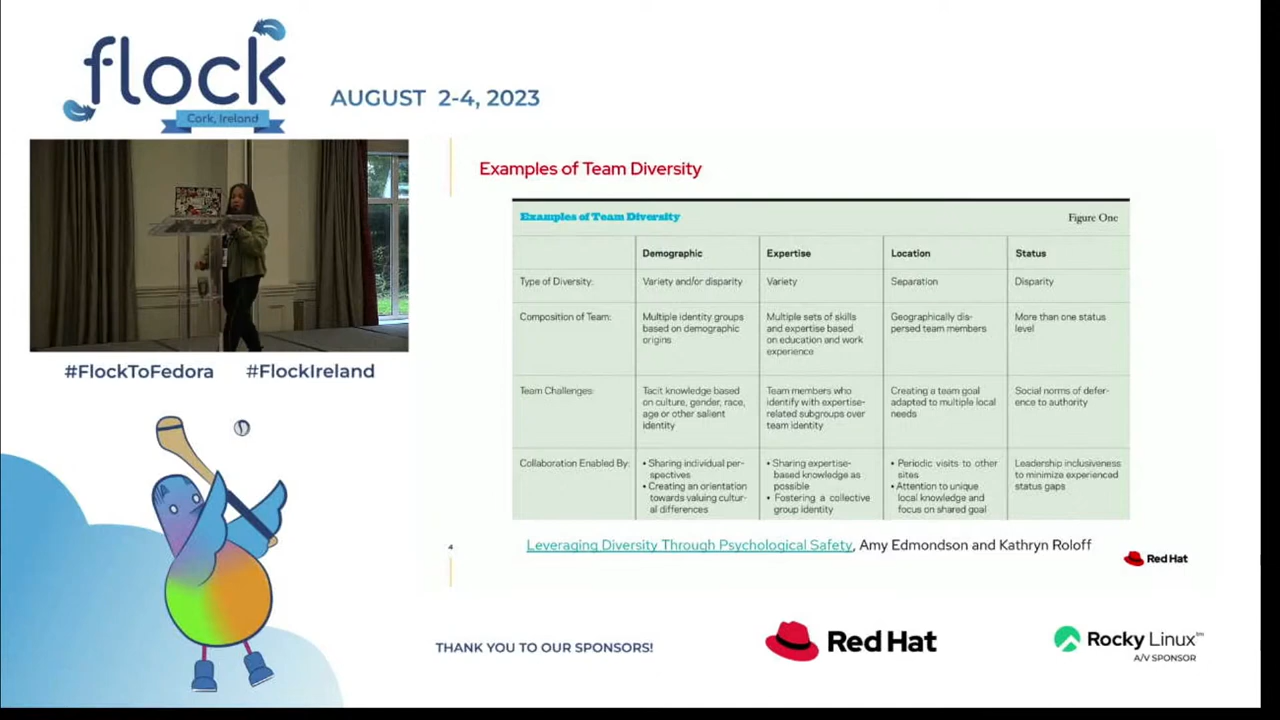 flock
Cork, Ireland
AUGUST 2-4, 2023
#FlockToFedora #FlockIreland
Examples of Team Diversity
Examples of Team Diversity Figure One
Demographic Expertise Location Status
Type of Diversity: Variety and/or disparity Variety Separation Disparity
Composition of Team: Multiple identity groups Multiple sets of skills Geographically dis- More than one status
based on demographic and expertise based persed team members level
origins on education and work
experience
Team Challenges: Tacit knowledge based Team members who Creating a team goal Social norms of defer-
on culture, gender, race, identify with expertise- adapted to multiple local ence to authority
age or other salient related subgroups over needs
identity team identity
Collaboration Enabled By: • Sharing individual per- • Sharing expertise- • Periodic visits to other Leadership inclusiveness
spectives based knowledge as sites to minimize experienced
• Creating an orientation possible • Attention to unique status gaps
towards valuing cultur- • Fostering a collective local knowledge and
al differences group identity focus on shared goal
4
Leveraging Diversity Through Psychological Safety, Amy Edmondson and Kathryn Roloff
Red Hat
THANK YOU TO OUR SPONSORS!
Red Hat
Rocky Linux™
A/V SPONSOR